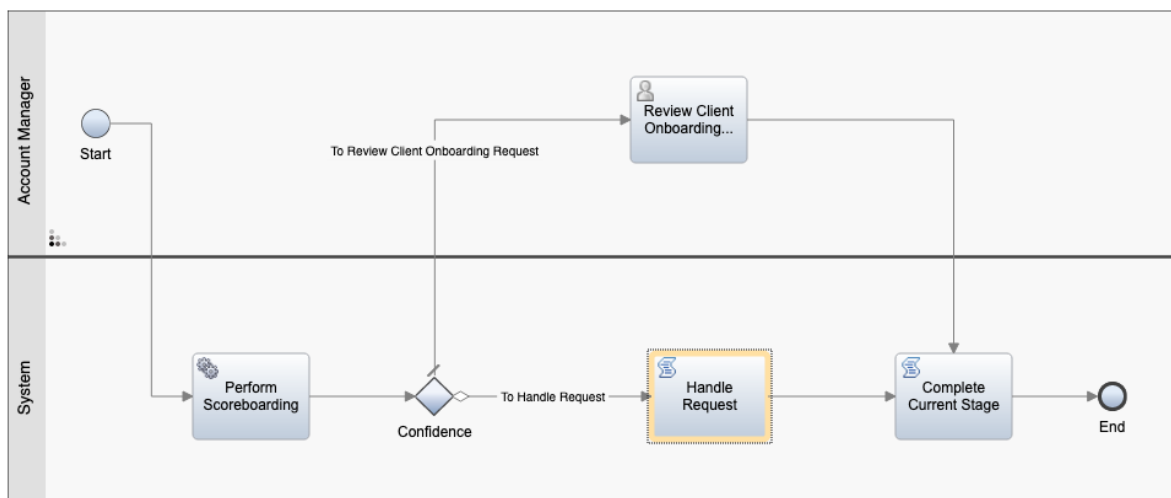 Account Manager
Start
To Review Client Onboarding Request
Review Client
Onboarding...
System
Perform
Scoreboarding
Confidence
To Handle Request
Handle
Request
Complete
Current Stage
End